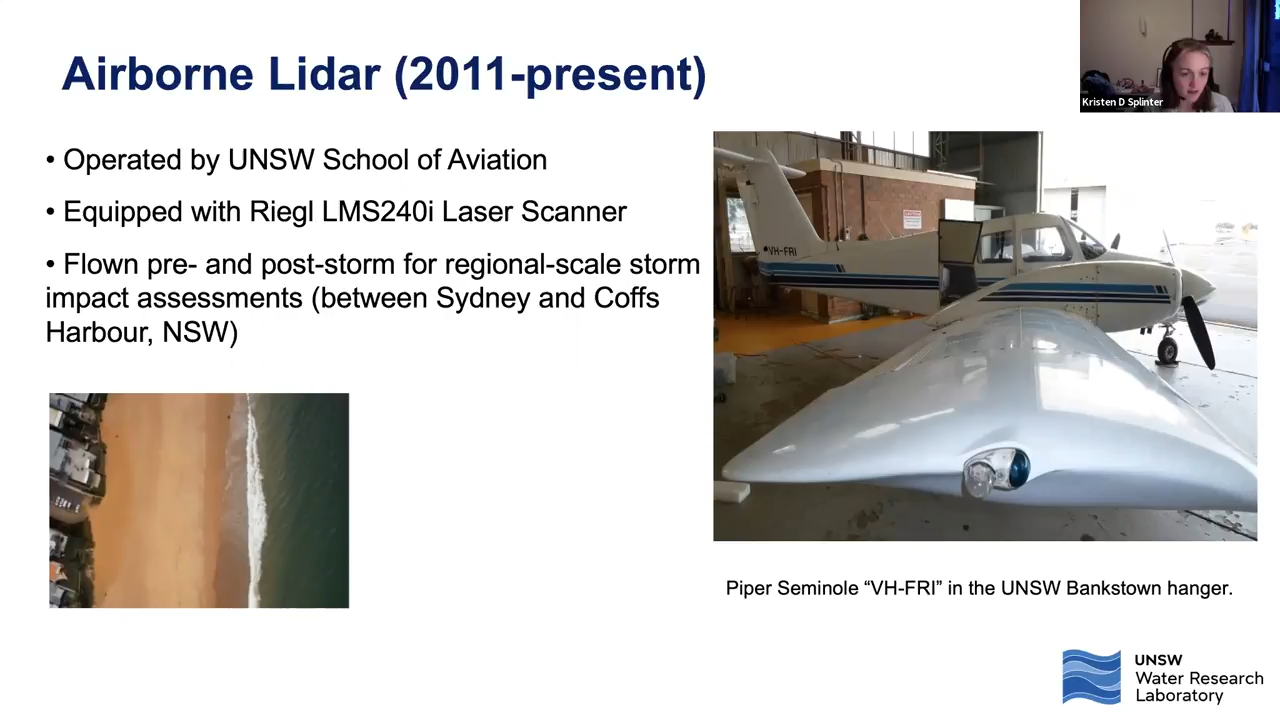 Airborne Lidar (2011-present)
Kristen D Splinter
• Operated by UNSW School of Aviation
• Equipped with Riegl LMS240i Laser Scanner
• Flown pre- and post-storm for regional-scale storm
impact assessments (between Sydney and Coffs
Harbour, NSW)
VH-FRI
Piper Seminole “VH-FRI” in the UNSW Bankstown hanger.
UNSW
Water Research
Laboratory